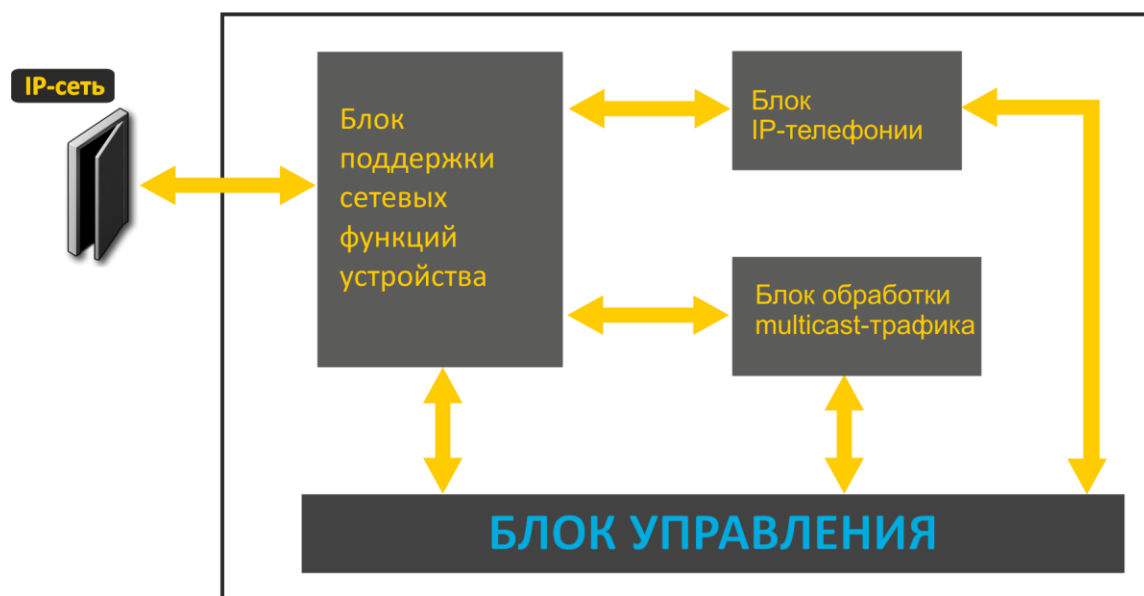 IP-сеть
Блок
поддержки
сетевых
функций
устройства
Блок
IP-телефонии
Блок обработки
multicast-трафика
БЛОК УПРАВЛЕНИЯ